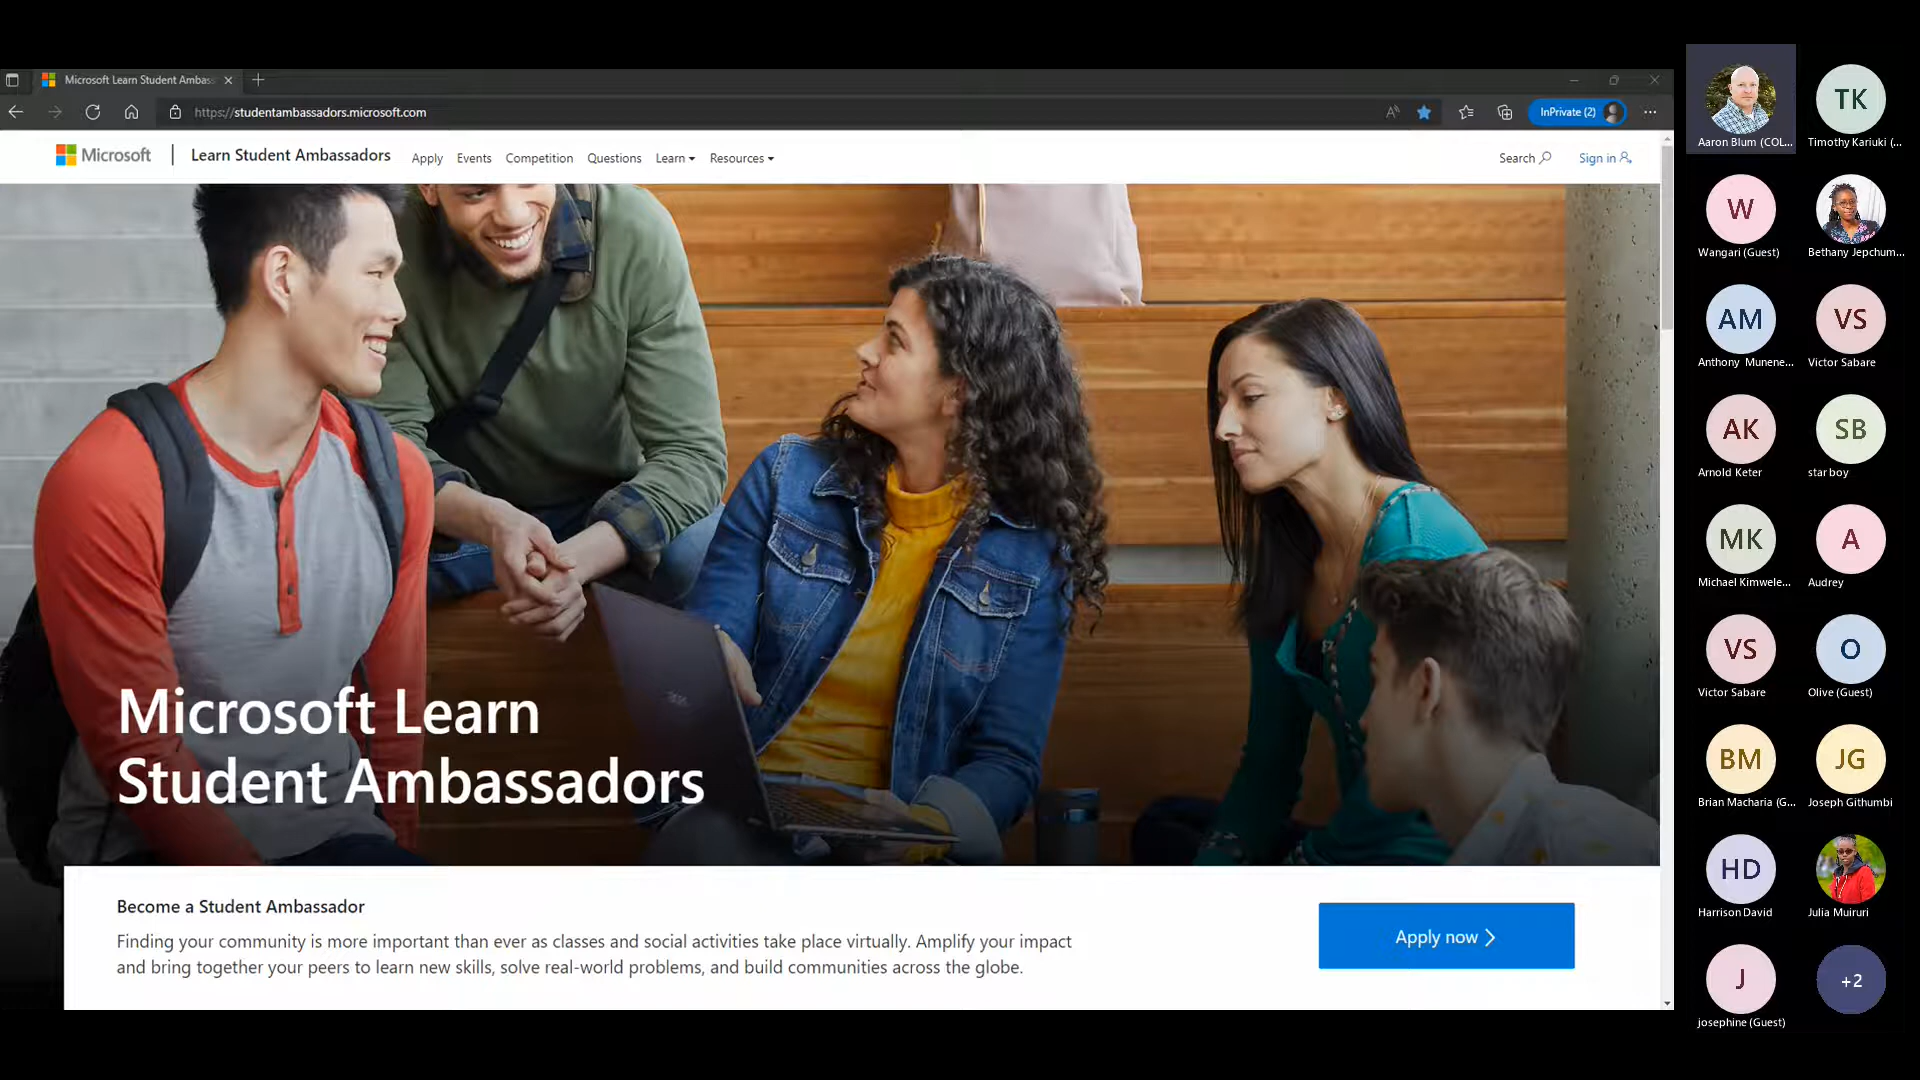 Microsoft Learn Student Ambass
https://studentambassadors.microsoft.com
InPrivate (2)
Microsoft
Learn Student Ambassadors
Apply
Events
Competition
Questions
Learn
Resources
Search
Sign in
Microsoft Learn
Student Ambassadors
Become a Student Ambassador
Finding your community is more important than ever as classes and social activities take place virtually. Amplify your impact
and bring together your peers to learn new skills, solve real-world problems, and build communities across the globe.
Apply now
Aaron Blum (COL...
TK
Timothy Kariuki (...
W
Wangari (Guest)
Bethany Jepchum...
AM
Anthony Munene...
VS
Victor Sabare
AK
Arnold Keter
SB
star boy
MK
Michael Kimwele...
A
Audrey
VS
Victor Sabare
O
Olive (Guest)
BM
Brian Macharia (G...
JG
Joseph Githumbi
HD
Harrison David
Julia Muiruri
J
josephine (Guest)
+2